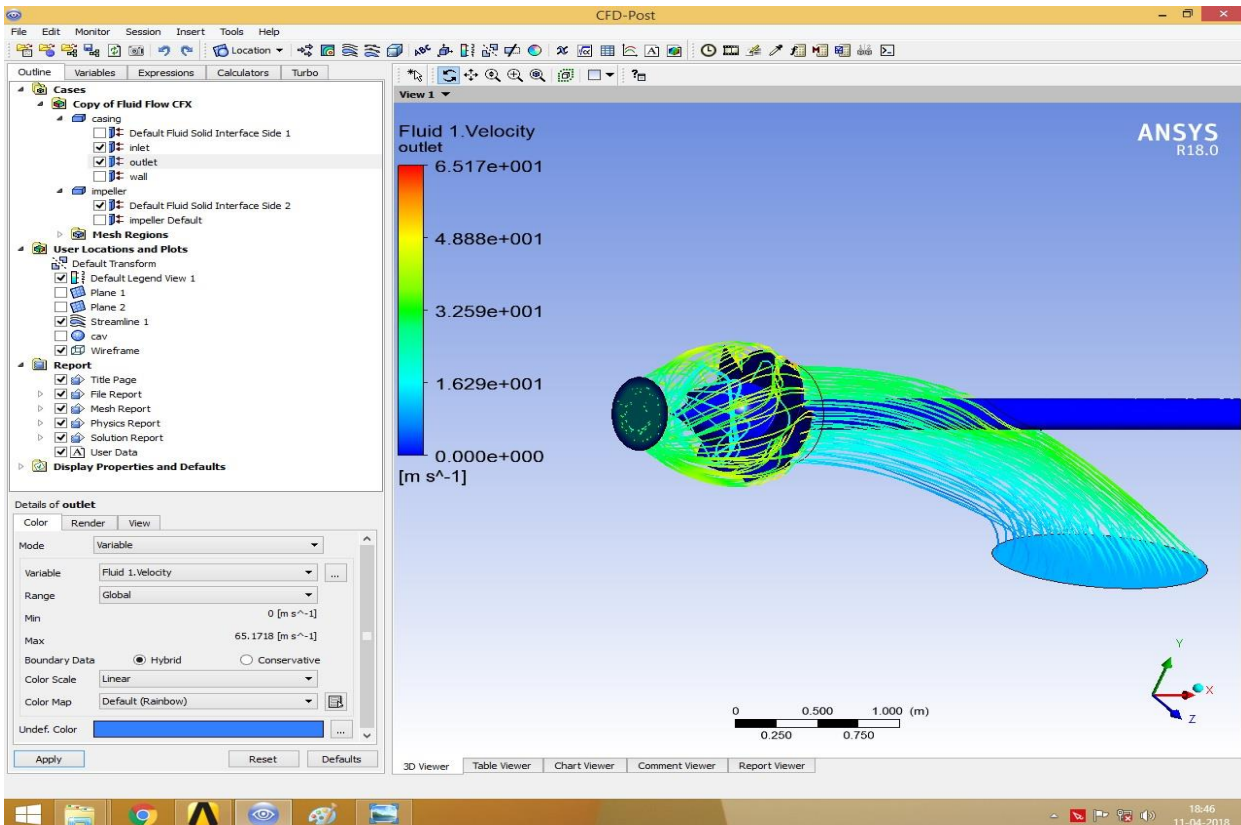 CFD-Post
File Edit Monitor Session Insert Tools Help
Location
Outline Variables Expressions Calculators Turbo
Cases
Copy of Fluid Flow CFX
casing
Default Fluid Solid Interface Side 1
inlet
outlet
wall
impeller
Default Fluid Solid Interface Side 2
impeller Default
Mesh Regions
User Locations and Plots
Default Transform
Default Legend View 1
Plane 1
Plane 2
Streamline 1
cav
Wireframe
Report
Title Page
File Report
Mesh Report
Physics Report
Solution Report
User Data
Display Properties and Defaults
Details of outlet
Color Render View
Mode Variable
Variable Fluid 1.Velocity ...
Range Global
Min 0 [m s^-1]
Max 65.1718 [m s^-1]
Boundary Data Hybrid Conservative
Color Scale Linear
Color Map Default (Rainbow)
Undef. Color ...
Apply Reset Defaults
View 1
Fluid 1.Velocity
outlet
6.517e+001
4.888e+001
3.259e+001
1.629e+001
0.000e+000
[m s^-1]
ANSYS
R18.0
Y
X
Z
0 0.500 1.000 (m)
0.250 0.750
3D Viewer Table Viewer Chart Viewer Comment Viewer Report Viewer
18:46
11-04-2018